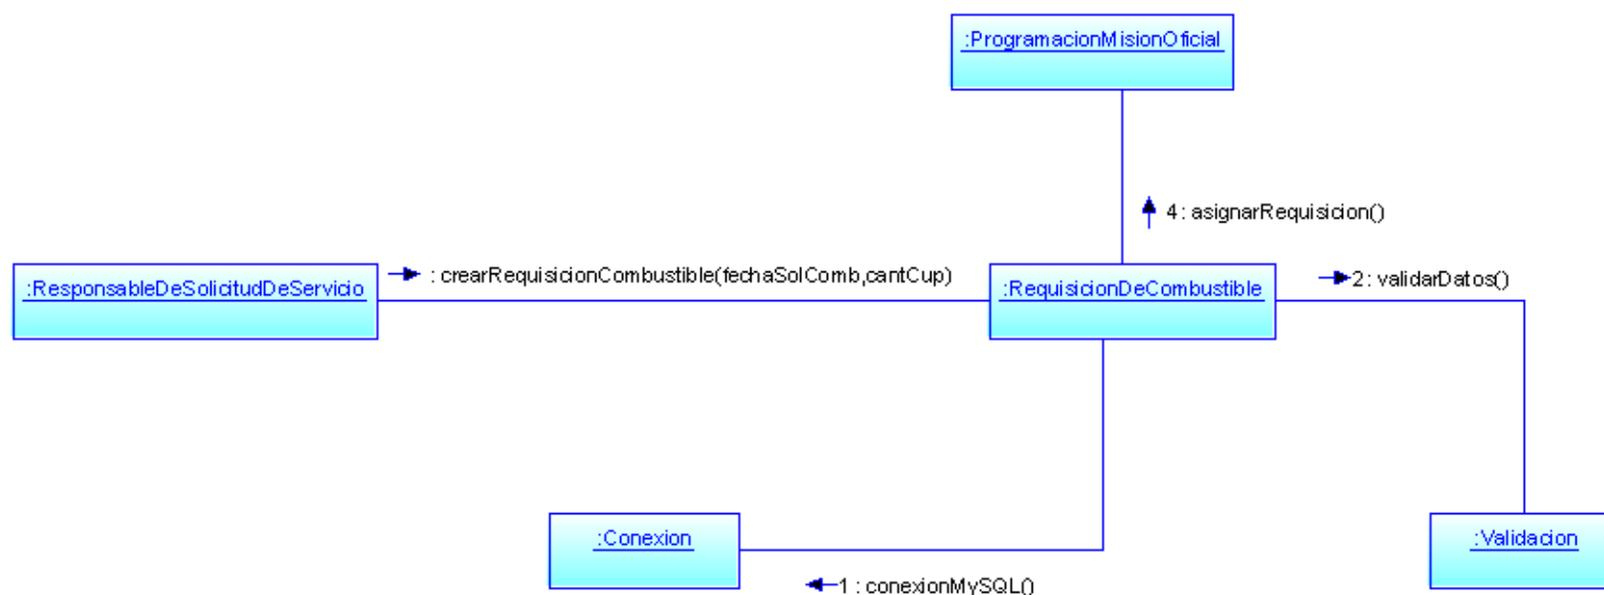 :ProgramacionMisionOficial
4 : asignarRequisicion()
:ResponsableDeSolicitudDeServicio
: crearRequisicionCombustible(fechaSolComb,cantCup)
:RequisicionDeCombustible
2 : validarDatos()
:Conexion
:Validacion
1 : conexionMySQL()